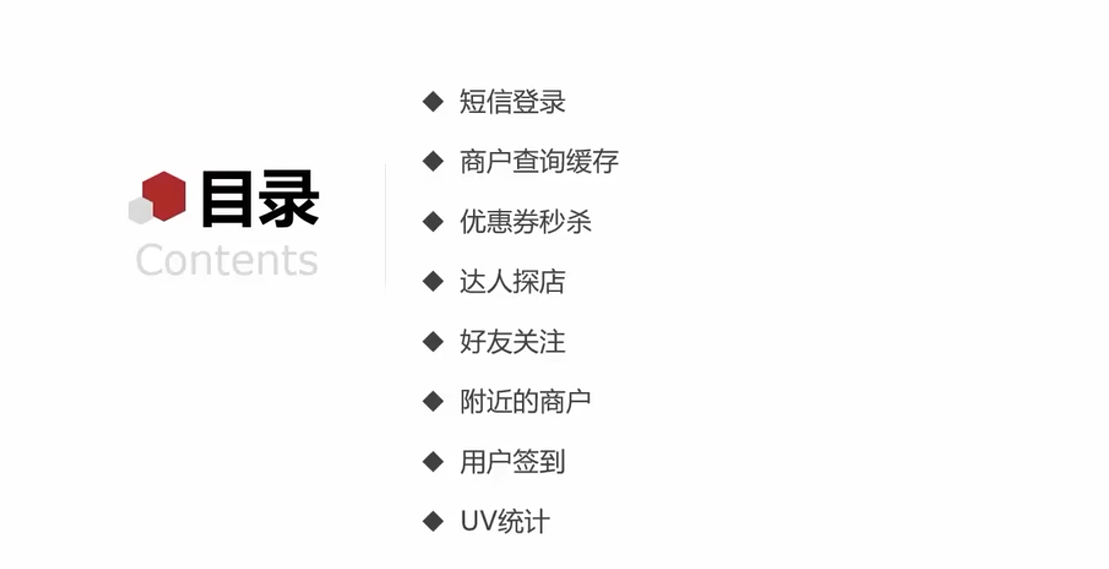 目录
Contents
短信登录
商户查询缓存
优惠券秒杀
达人探店
好友关注
附近的商户
用户签到
UV统计